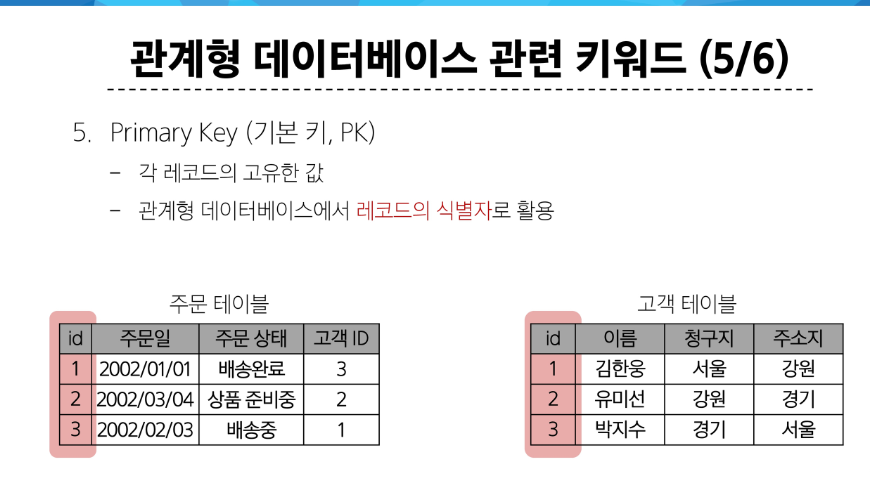 관계형 데이터베이스 관련 키워드 (5/6)
5. Primary Key (기본 키, PK)
– 각 레코드의 고유한 값
– 관계형 데이터베이스에서 레코드의 식별자로 활용
주문 테이블
id 주문일 주문 상태 고객 ID
1 2002/01/01 배송완료 3
2 2002/03/04 상품 준비중 2
3 2002/02/03 배송중 1
고객 테이블
id 이름 청구지 주소지
1 김한웅 서울 강원
2 유미선 강원 경기
3 박지수 경기 서울